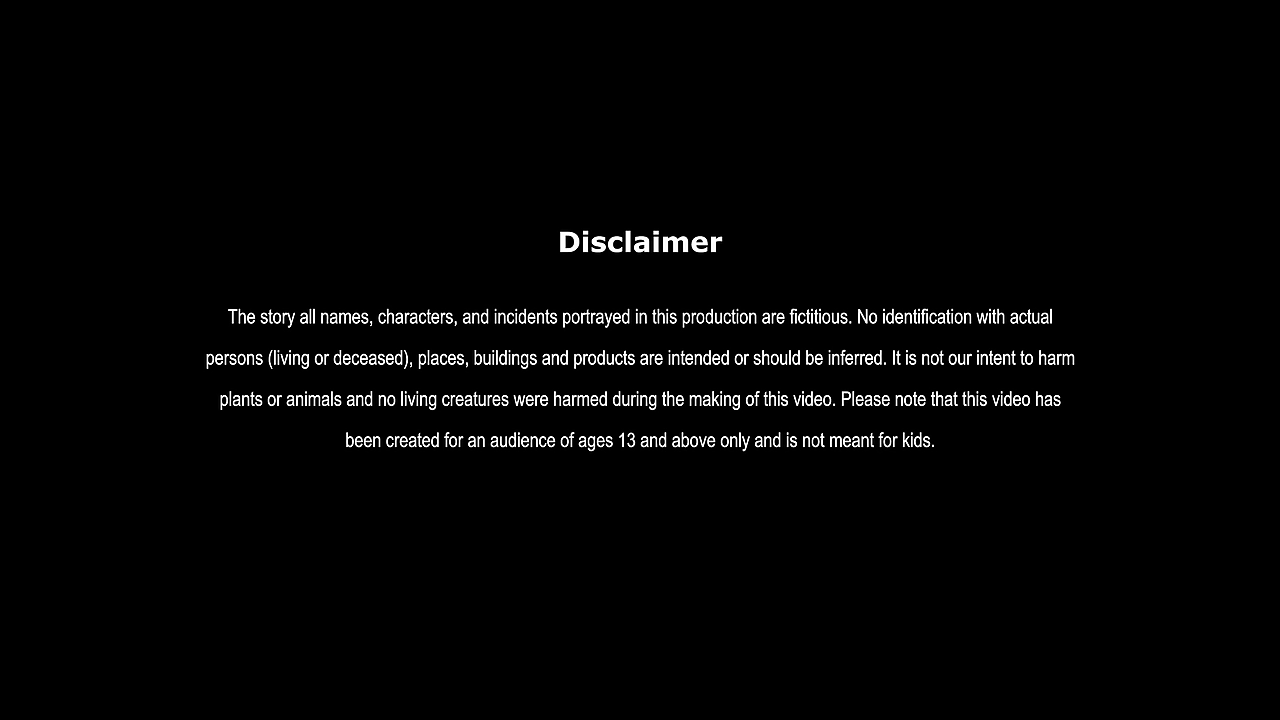 Disclaimer
The story all names, characters, and incidents portrayed in this production are fictitious. No identification with actual
persons (living or deceased), places, buildings and products are intended or should be inferred. It is not our intent to harm
plants or animals and no living creatures were harmed during the making of this video. Please note that this video has
been created for an audience of ages 13 and above only and is not meant for kids.